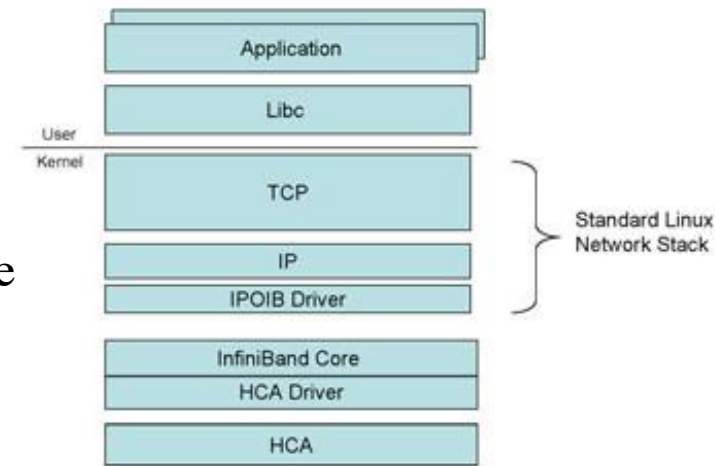 Application
Libc
User
Kernel
TCP
Standard Linux
Network Stack
IP
e
IPOIB Driver
InfiniBand Core
HCA Driver
HCA